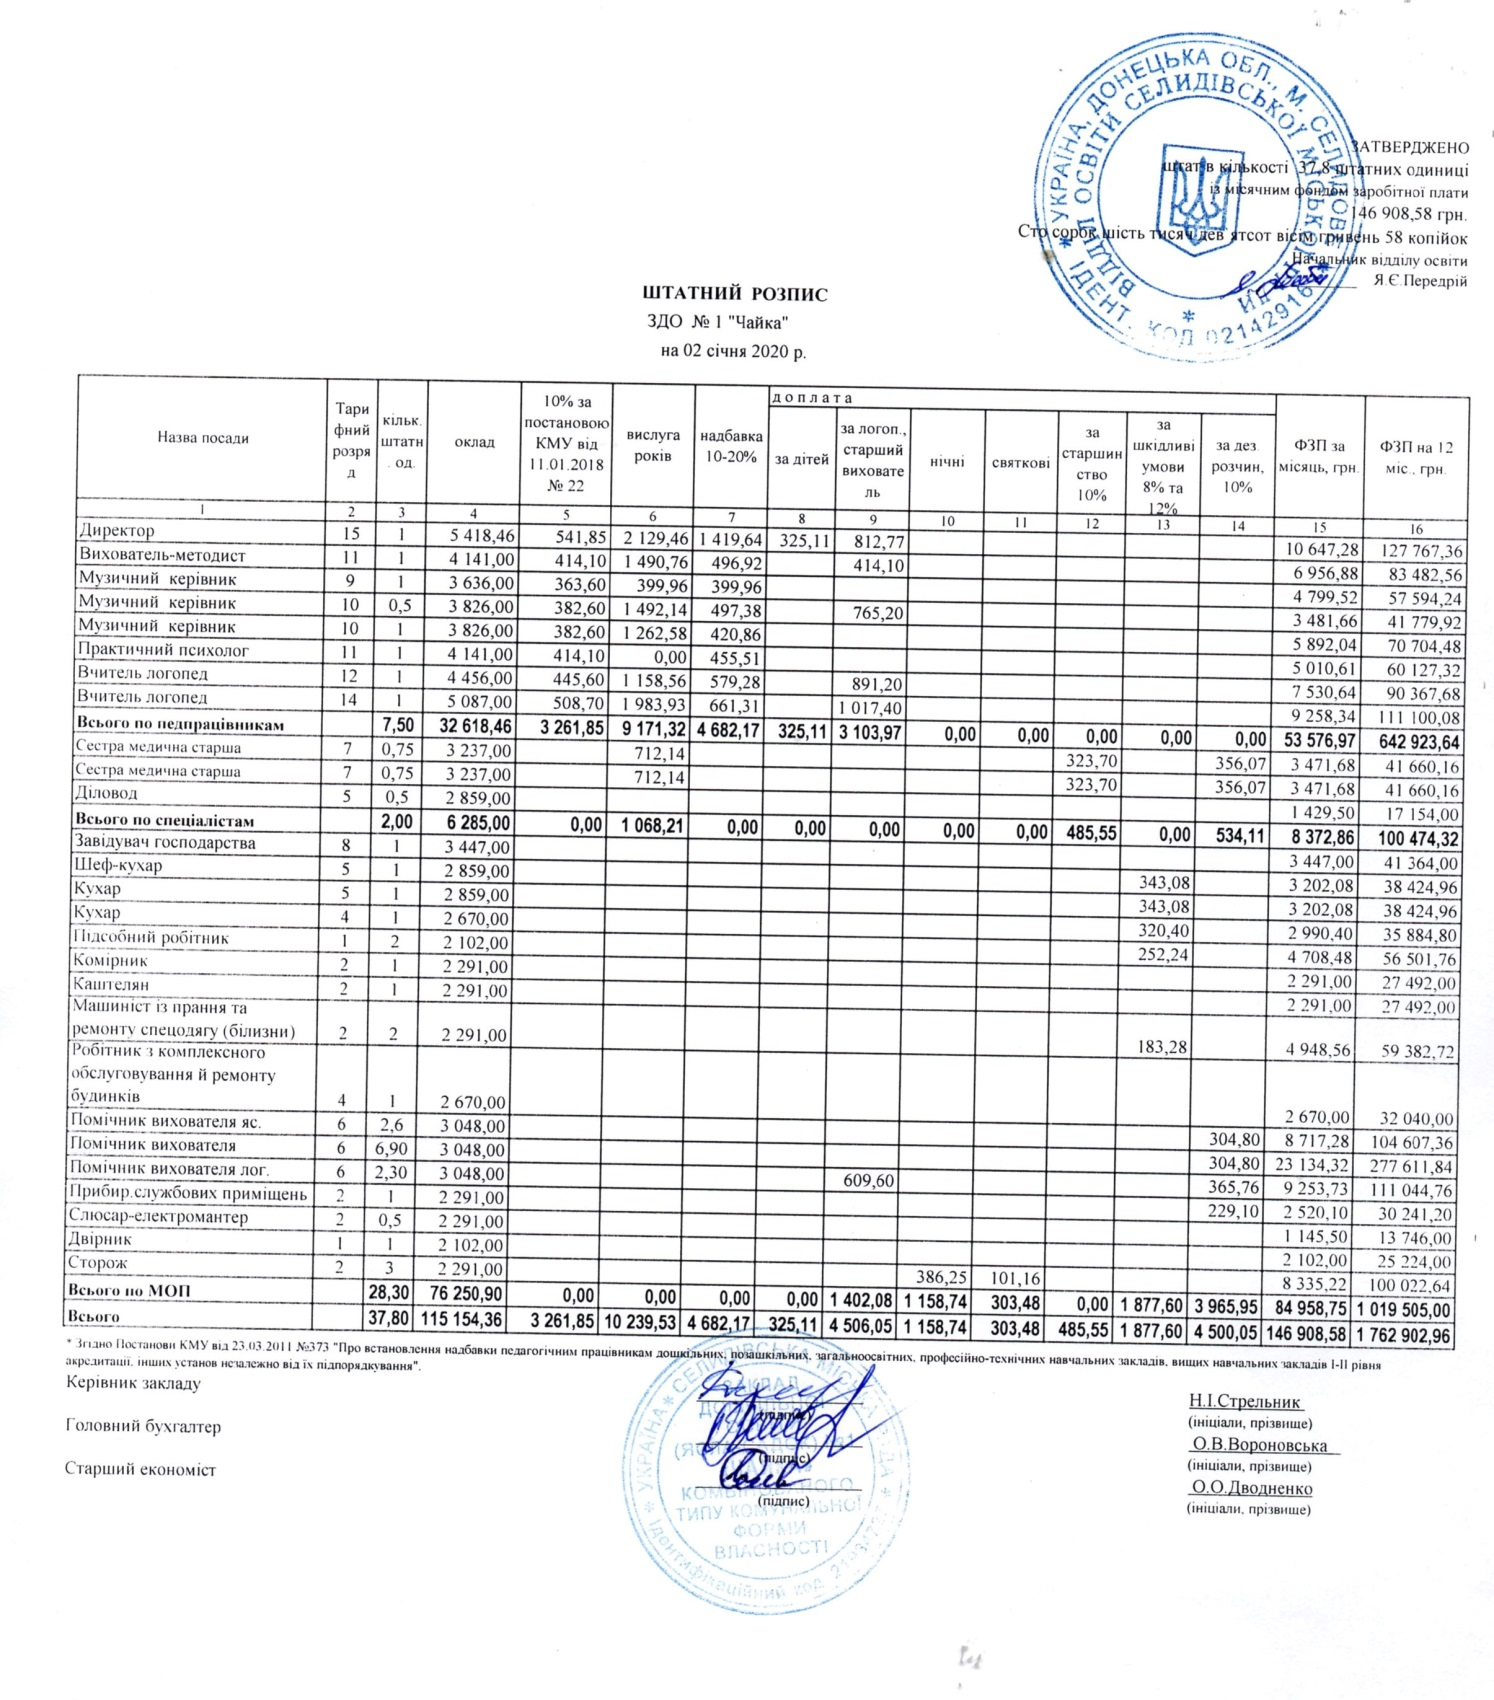 УКРАЇНА, ДОНЕЦЬКА ОБЛ., М. СЕЛИДОВЕ * ІДЕНТ. КОД 02142916 *
ВІДДІЛ ОСВІТИ СЕЛИДІВСЬКОЇ МІСЬКОЇ
ЗАТВЕРДЖЕНО
штат в кількості 37,8 штатних одиниці
із місячним фондом заробітної плати
146 908,58 грн.
Сто сорок шість тисяч дев ятсот вісім гривень 58 копійок
Начальник відділу освіти
Я.Є.Передрій
ШТАТНИЙ РОЗПИС
ЗДО № 1 "Чайка"
на 02 січня 2020 р.
Назва посади | Тари фний розря д | кільк. штатн . од. | оклад | 10% за постановою КМУ від 11.01.2018 № 22 | вислуга років | надбавка 10-20% | доплата | ФЗП за місяць, грн. | ФЗП на 12 міс., грн.
за дітей | за логоп., старший виховате ль | нічні | святкові | за старшин ство 10% | за шкідливі умови 8% та 12% | за дез. розчин, 10%
1 2 3 4 5 6 7 8 9 10 11 12 13 14 15 16
Директор 15 1 5 418,46 541,85 2 129,46 1 419,64 325,11 812,77 10 647,28 127 767,36
Вихователь-методист 11 1 4 141,00 414,10 1 490,76 496,92 414,10 6 956,88 83 482,56
Музичний керівник 9 1 3 636,00 363,60 399,96 399,96 4 799,52 57 594,24
Музичний керівник 10 0,5 3 826,00 382,60 1 492,14 497,38 765,20 3 481,66 41 779,92
Музичний керівник 10 1 3 826,00 382,60 1 262,58 420,86 5 892,04 70 704,48
Практичний психолог 11 1 4 141,00 414,10 0,00 455,51 5 010,61 60 127,32
Вчитель логопед 12 1 4 456,00 445,60 1 158,56 579,28 891,20 7 530,64 90 367,68
Вчитель логопед 14 1 5 087,00 508,70 1 983,93 661,31 1 017,40 9 258,34 111 100,08
Всього по педпрацівникам 7,50 32 618,46 3 261,85 9 171,32 4 682,17 325,11 3 103,97 0,00 0,00 0,00 0,00 0,00 53 576,97 642 923,64
Сестра медична старша 7 0,75 3 237,00 712,14 323,70 356,07 3 471,68 41 660,16
Сестра медична старша 7 0,75 3 237,00 712,14 323,70 356,07 3 471,68 41 660,16
Діловод 5 0,5 2 859,00 1 429,50 17 154,00
Всього по спеціалістам 2,00 6 285,00 0,00 1 068,21 0,00 0,00 0,00 0,00 0,00 485,55 0,00 534,11 8 372,86 100 474,32
Завідувач господарства 8 1 3 447,00 3 447,00 41 364,00
Шеф-кухар 5 1 2 859,00 343,08 3 202,08 38 424,96
Кухар 5 1 2 859,00 343,08 3 202,08 38 424,96
Кухар 4 1 2 670,00 320,40 2 990,40 35 884,80
Підсобний робітник 1 2 2 102,00 252,24 4 708,48 56 501,76
Комірник 2 1 2 291,00 2 291,00 27 492,00
Каштелян 2 1 2 291,00 2 291,00 27 492,00
Машиніст із прання та
ремонту спецодягу (білизни) 2 2 2 291,00 183,28 4 948,56 59 382,72
Робітник з комплексного
обслуговування й ремонту
будинків 4 1 2 670,00 2 670,00 32 040,00
Помічник вихователя яс. 6 2,6 3 048,00 304,80 8 717,28 104 607,36
Помічник вихователя 6 6,90 3 048,00 304,80 23 134,32 277 611,84
Помічник вихователя лог. 6 2,30 3 048,00 609,60 365,76 9 253,73 111 044,76
Прибир.службових приміщень 2 1 2 291,00 229,10 2 520,10 30 241,20
Слюсар-електромантер 2 0,5 2 291,00 1 145,50 13 746,00
Двірник 1 1 2 102,00 2 102,00 25 224,00
Сторож 2 3 2 291,00 386,25 101,16 8 335,22 100 022,64
Всього по МОП 28,30 76 250,90 0,00 0,00 0,00 0,00 1 402,08 1 158,74 303,48 0,00 1 877,60 3 965,95 84 958,75 1 019 505,00
Всього 37,80 115 154,36 3 261,85 10 239,53 4 682,17 325,11 4 506,05 1 158,74 303,48 485,55 1 877,60 4 500,05 146 908,58 1 762 902,96
* Згідно Постанови КМУ від 23.03.2011 №373 "Про встановлення надбавки педагогічним працівникам дошкільних, позашкільних, загальноосвітних, професійно-технічних навчальних закладів, вищих навчальних закладів I-II рівня
акредитації, інших установ незалежно від їх підпорядкування".
Керівник закладу Н.І.Стрельник
(підпис) (ініціали, прізвище)
Головний бухгалтер О.В.Вороновська
(підпис) (ініціали, прізвище)
Старший економіст О.О.Дводненко
(підпис) (ініціали, прізвище)
ЗАКЛАД
КОМБІНОВАНОГО
ТИПУ КОМУНАЛЬНОЇ
ФОРМИ
ВЛАСНОСТІ